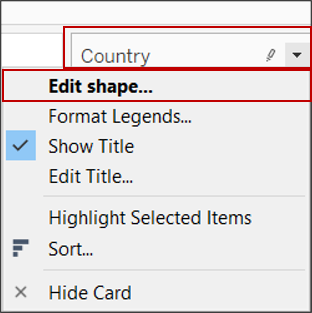 Country
Edit shape...
Format Legends...
Show Title
Edit Title...
Highlight Selected Items
Sort...
Hide Card